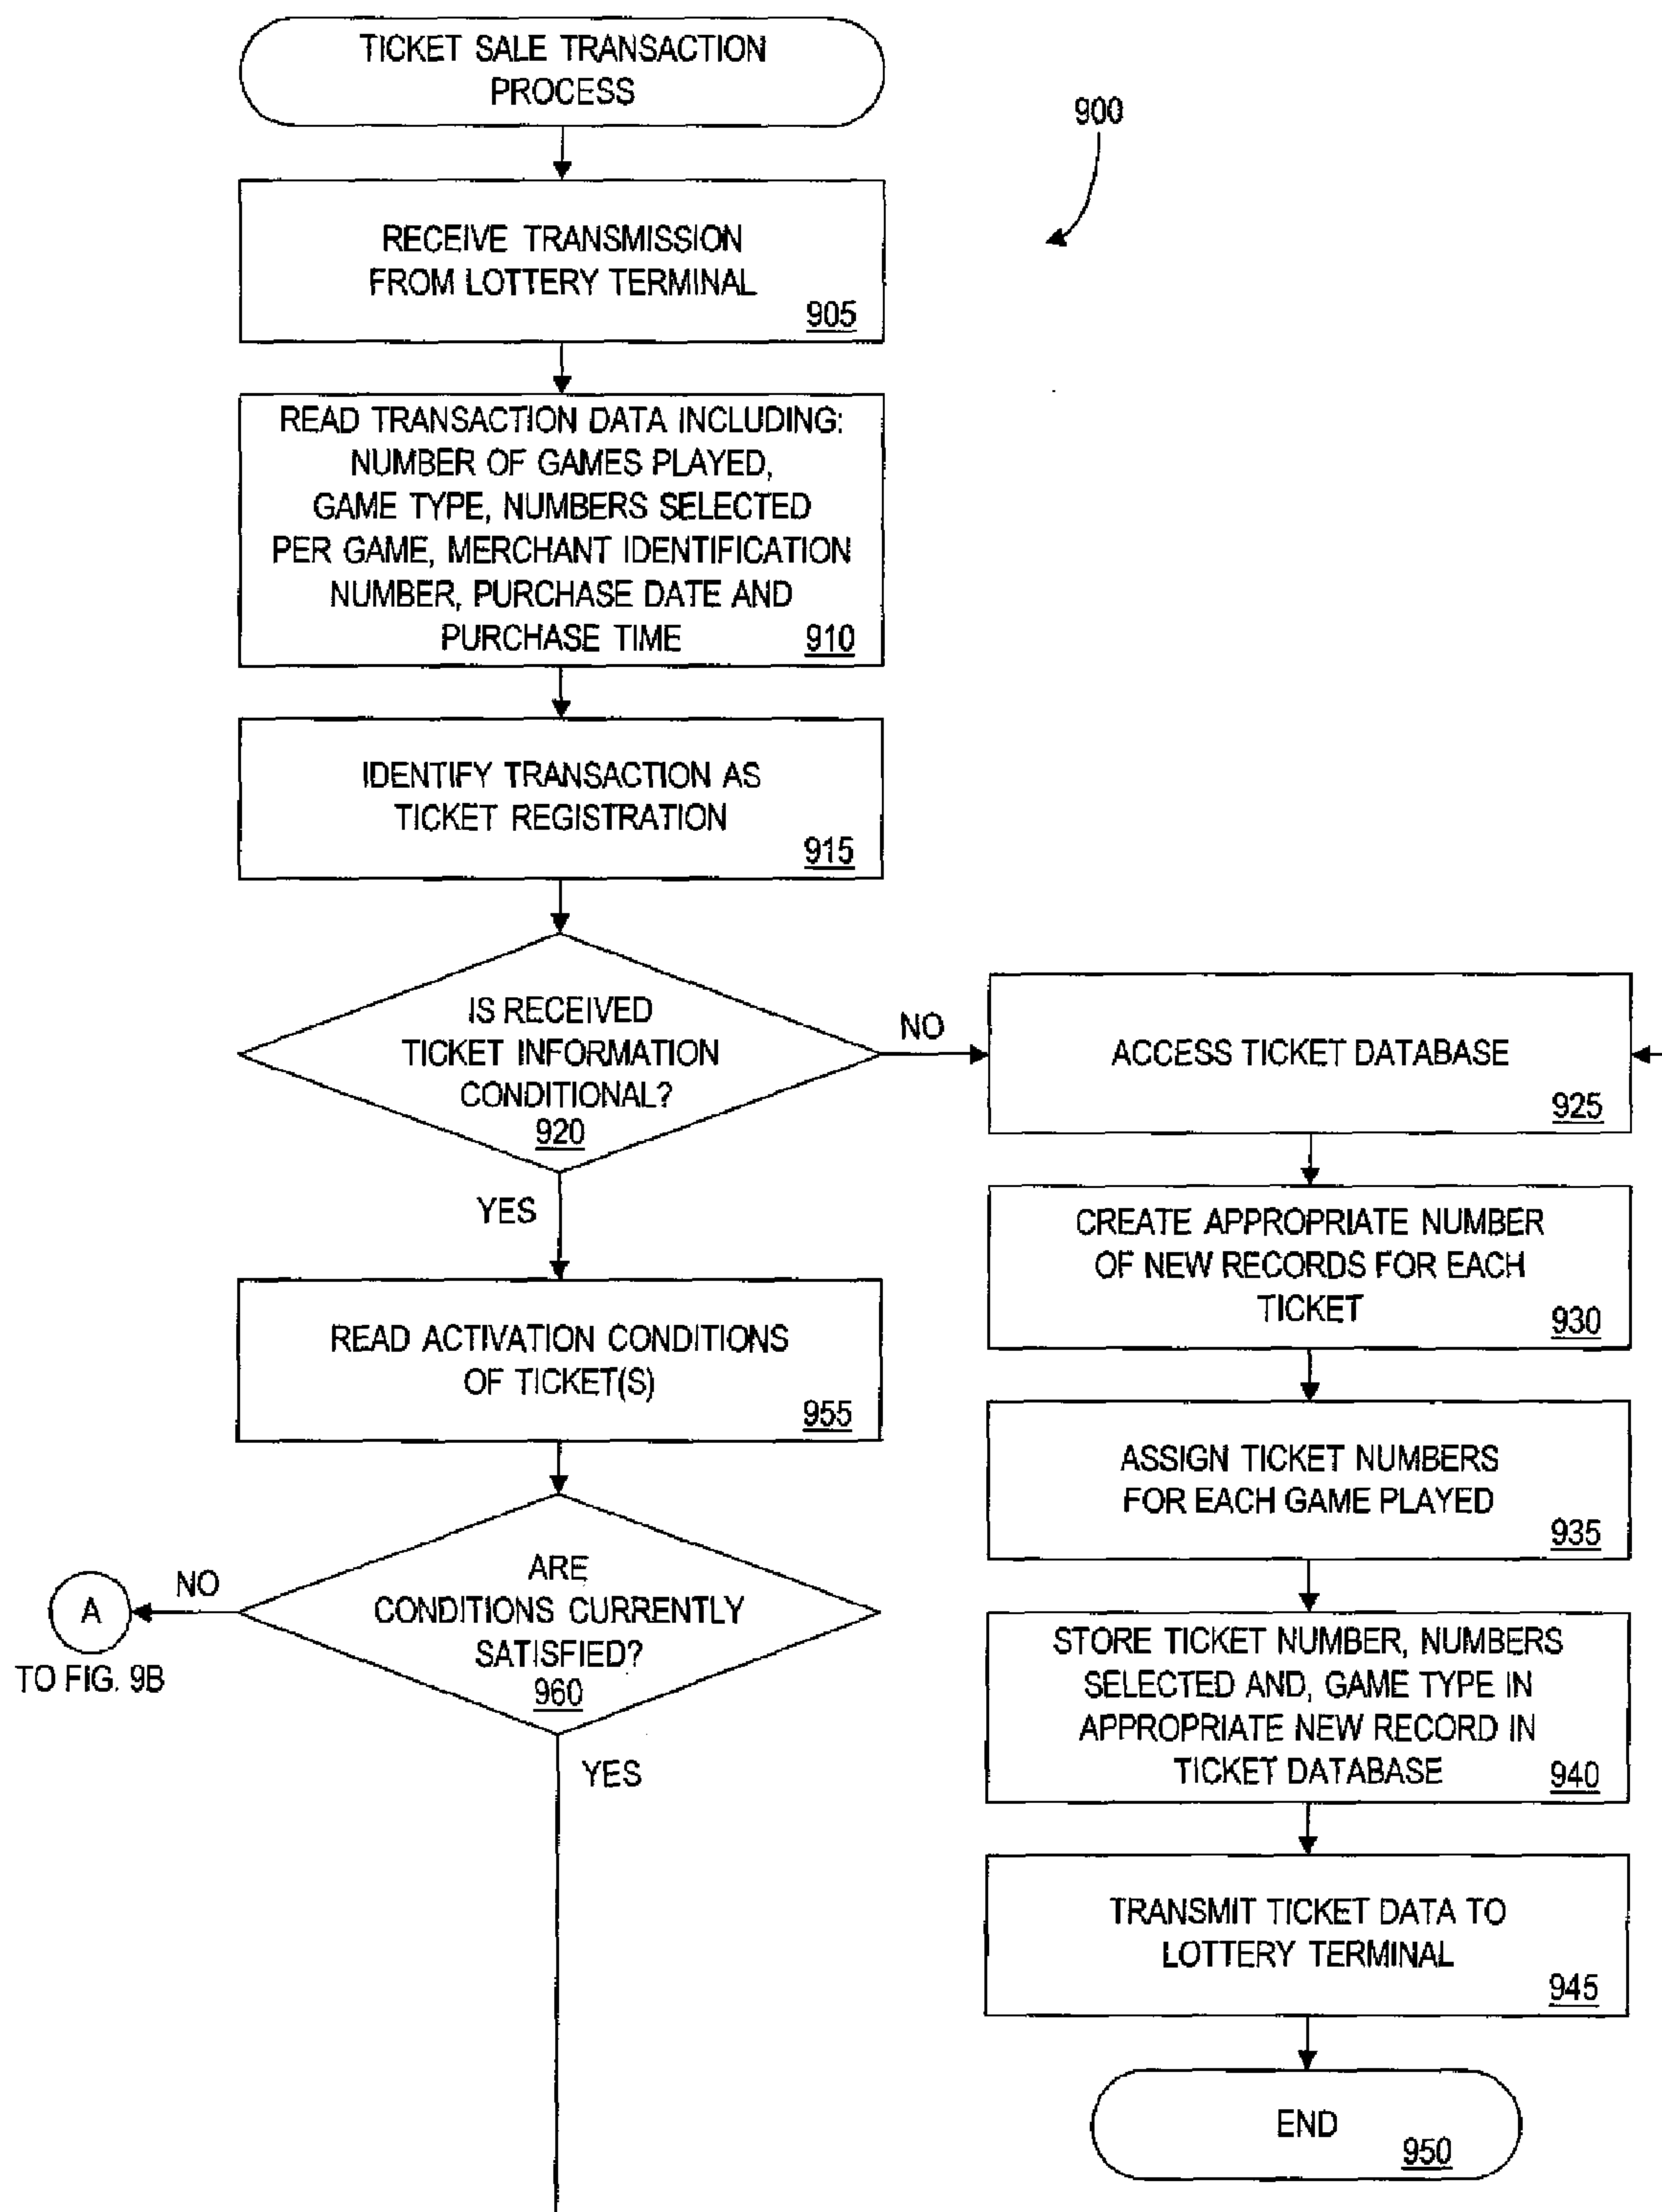 TICKET SALE TRANSACTION
PROCESS
900
RECEIVE TRANSMISSION
FROM LOTTERY TERMINAL
905
READ TRANSACTION DATA INCLUDING:
NUMBER OF GAMES PLAYED,
GAME TYPE, NUMBERS SELECTED
PER GAME, MERCHANT IDENTIFICATION
NUMBER, PURCHASE DATE AND
PURCHASE TIME
910
IDENTIFY TRANSACTION AS
TICKET REGISTRATION
915
IS RECEIVED
TICKET INFORMATION
CONDITIONAL?
920
NO
YES
READ ACTIVATION CONDITIONS
OF TICKET(S)
955
ARE
CONDITIONS CURRENTLY
SATISFIED?
960
NO
A
TO FIG. 9B
YES
ACCESS TICKET DATABASE
925
CREATE APPROPRIATE NUMBER
OF NEW RECORDS FOR EACH
TICKET
930
ASSIGN TICKET NUMBERS
FOR EACH GAME PLAYED
935
STORE TICKET NUMBER, NUMBERS
SELECTED AND, GAME TYPE IN
APPROPRIATE NEW RECORD IN
TICKET DATABASE
940
TRANSMIT TICKET DATA TO
LOTTERY TERMINAL
945
END
950